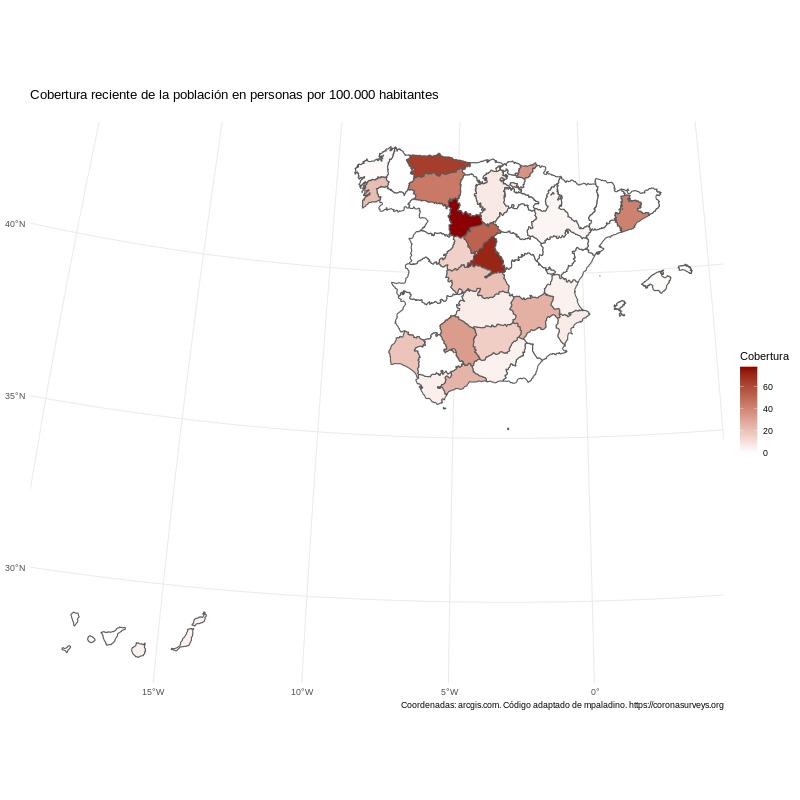 Cobertura reciente de la población en personas por 100.000 habitantes
40°N
35°N
30°N
15°W
10°W
5°W
0°
Cobertura
60
40
20
0
Coordenadas: arcgis.com. Código adaptado de mpaladino. https://coronasurveys.org